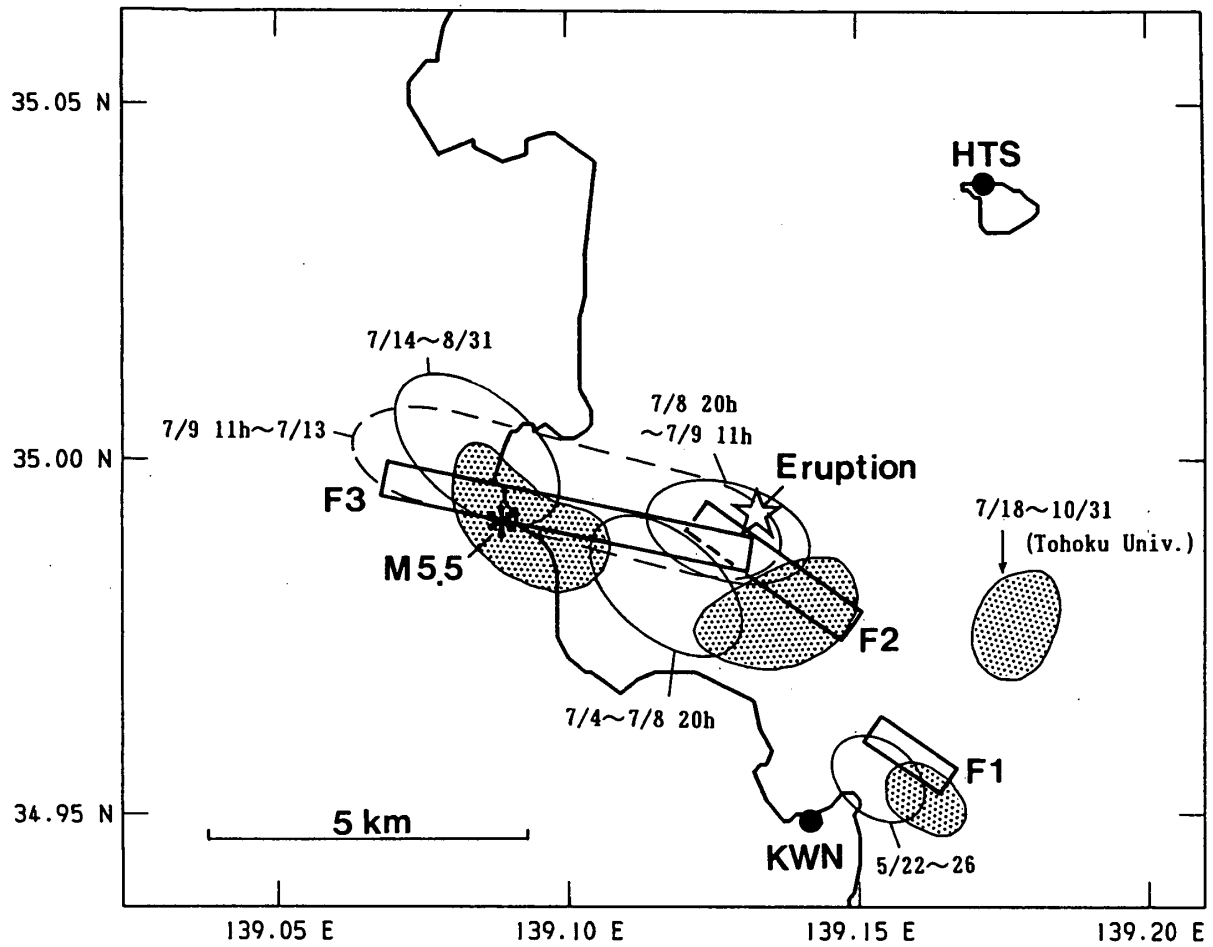 35.05 N
HTS
7/14～8/31
7/8 20h
～7/9 11h
7/9 11h～7/13
35.00 N
Eruption
F3
7/18～10/31
(Tohoku Univ.)
M5.5
F2
7/4～7/8 20h
F1
34.95 N
5 km
KWN
5/22～26
139.05 E
139.10 E
139.15 E
139.20 E